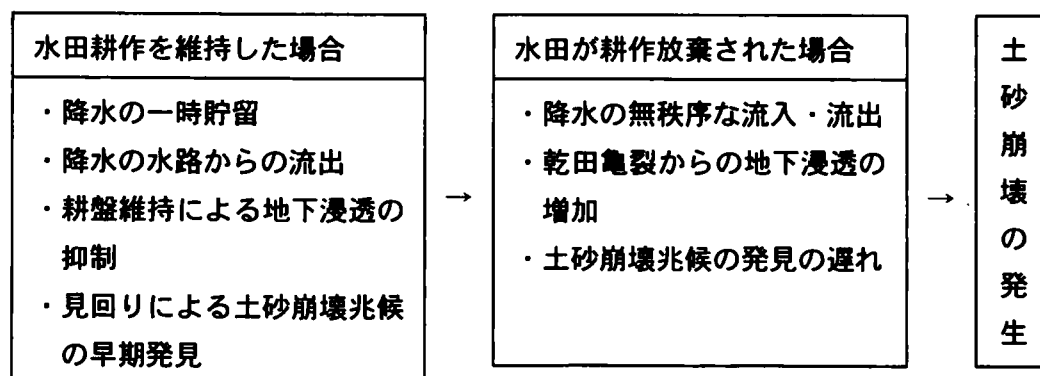 水田耕作を維持した場合
・降水の一時貯留
・降水の水路からの流出
・耕盤維持による地下浸透の
抑制
・見回りによる土砂崩壊兆候
の早期発見
→
水田が耕作放棄された場合
・降水の無秩序な流入・流出
・乾田亀裂からの地下浸透の
増加
・土砂崩壊兆候の発見の遅れ
→
土砂崩壊の発生